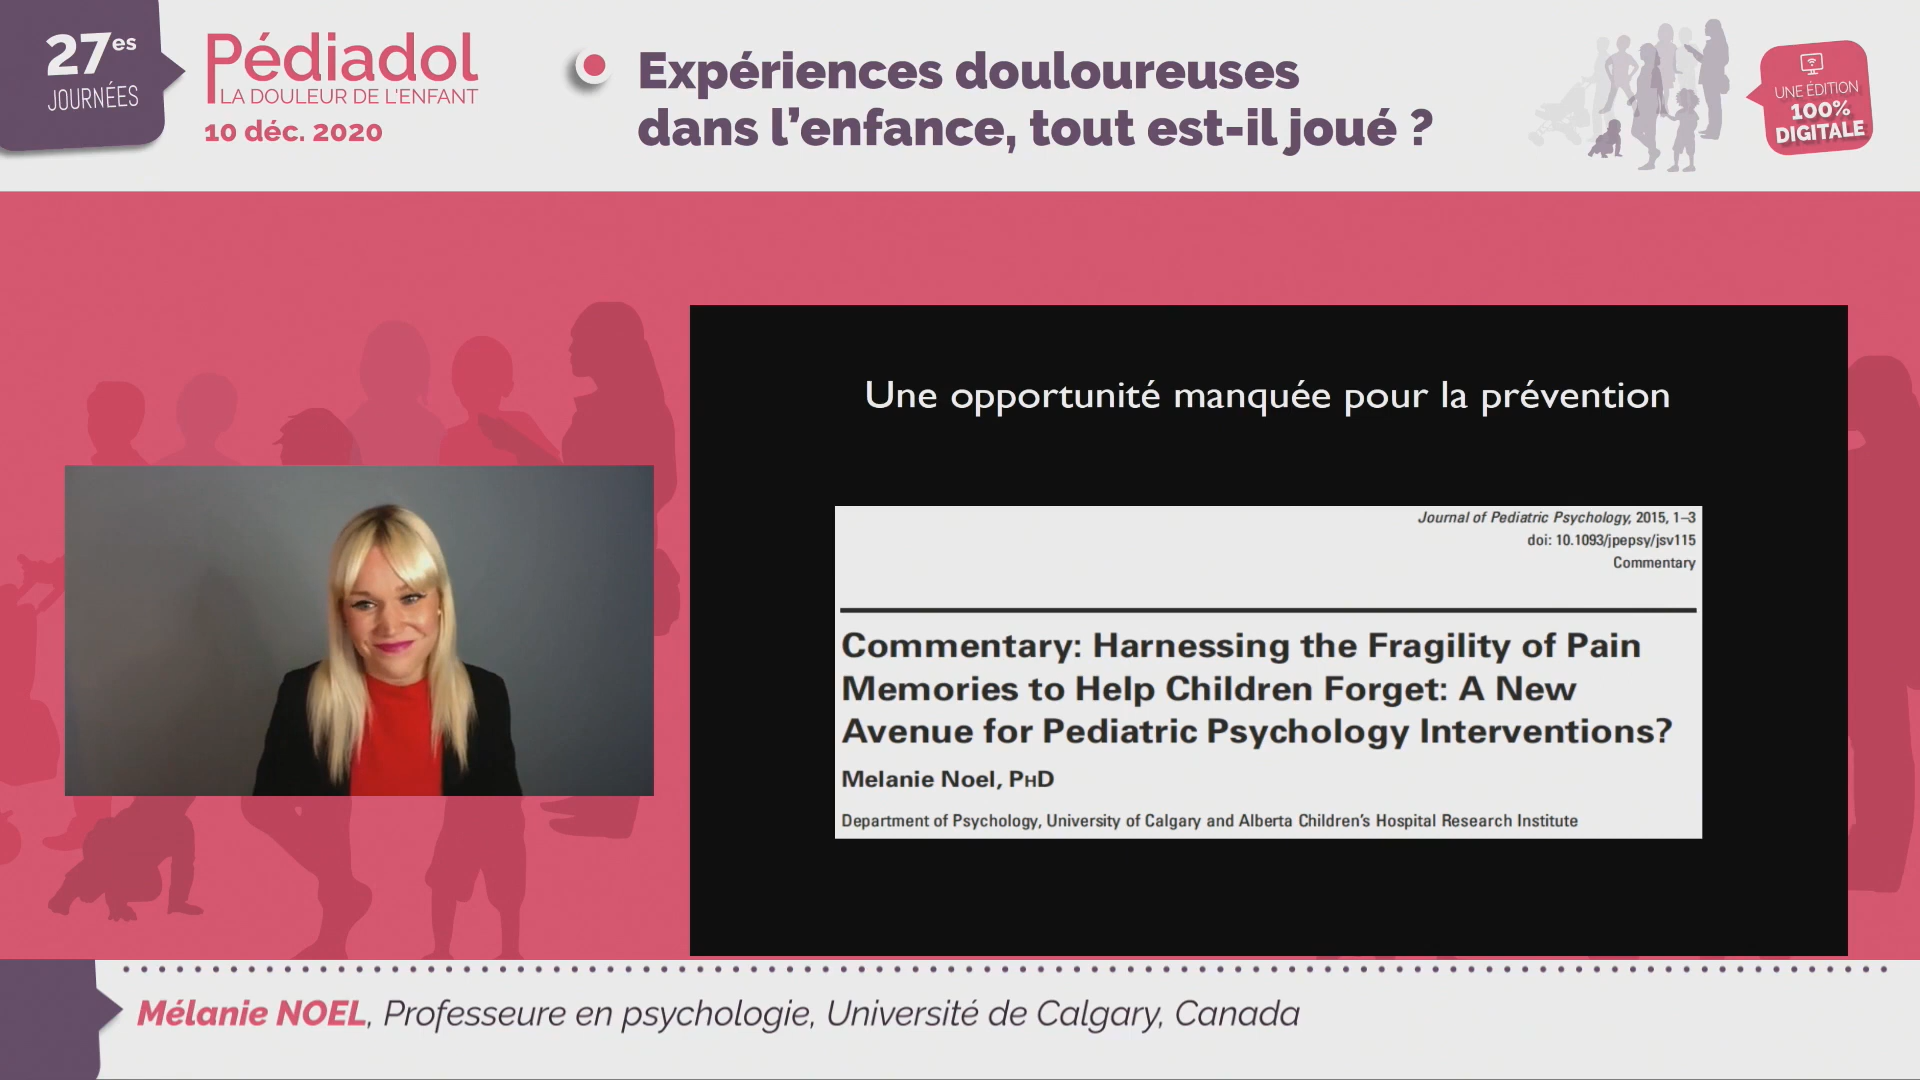 27es
JOURNÉES
Pédiadol
LA DOULEUR DE L'ENFANT
10 déc. 2020
Expériences douloureuses
dans l'enfance, tout est-il joué ?
UNE ÉDITION
100%
DIGITALE
Une opportunité manquée pour la prévention
Journal of Pediatric Psychology, 2015, 1–3
doi: 10.1093/jpepsy/jsv115
Commentary
Commentary: Harnessing the Fragility of Pain
Memories to Help Children Forget: A New
Avenue for Pediatric Psychology Interventions?
Melanie Noel, PHD
Department of Psychology, University of Calgary and Alberta Children's Hospital Research Institute
Mélanie NOEL, Professeure en psychologie, Université de Calgary, Canada